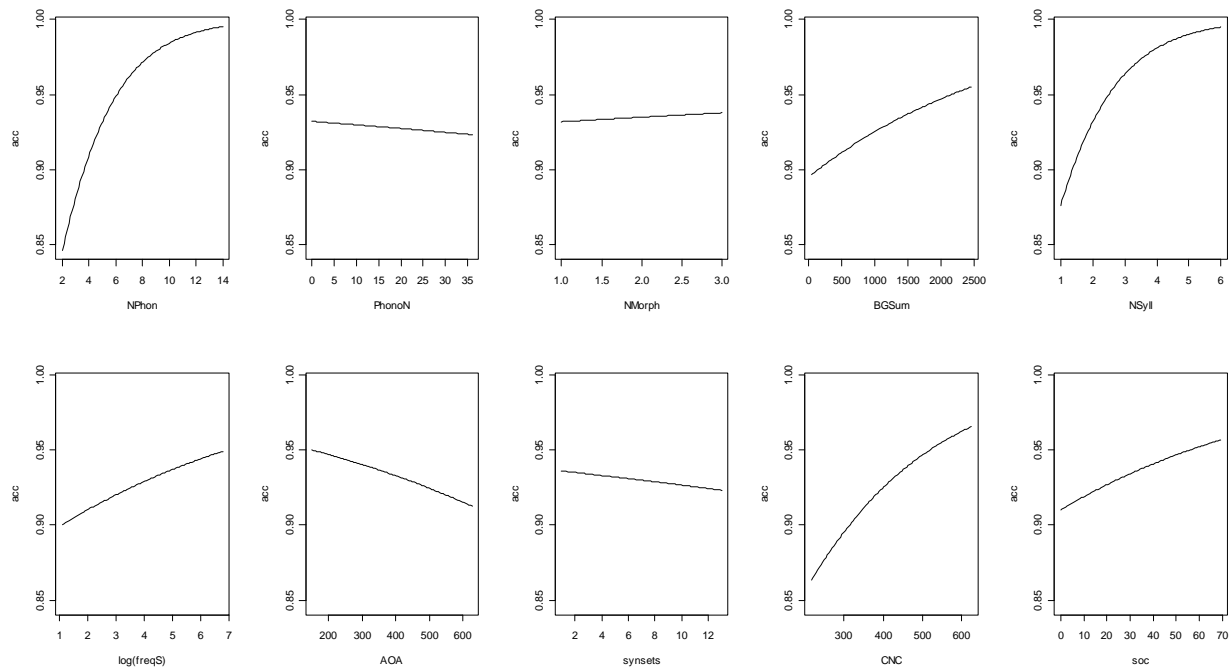 acc
0.85 0.90 0.95 1.00
2 4 6 8 10 12 14
NPhon
acc
0.85 0.90 0.95 1.00
0 5 10 15 20 25 30 35
PhonoN
acc
0.85 0.90 0.95 1.00
1.0 1.5 2.0 2.5 3.0
NMorph
acc
0.85 0.90 0.95 1.00
0 500 1000 1500 2000 2500
BGSum
acc
0.85 0.90 0.95 1.00
1 2 3 4 5 6
NSyll
acc
0.85 0.90 0.95 1.00
1 2 3 4 5 6 7
log(freqS)
acc
0.85 0.90 0.95 1.00
200 300 400 500 600
AOA
acc
0.85 0.90 0.95 1.00
2 4 6 8 10 12
synsets
acc
0.85 0.90 0.95 1.00
300 400 500 600
CNC
acc
0.85 0.90 0.95 1.00
0 10 20 30 40 50 60 70
soc